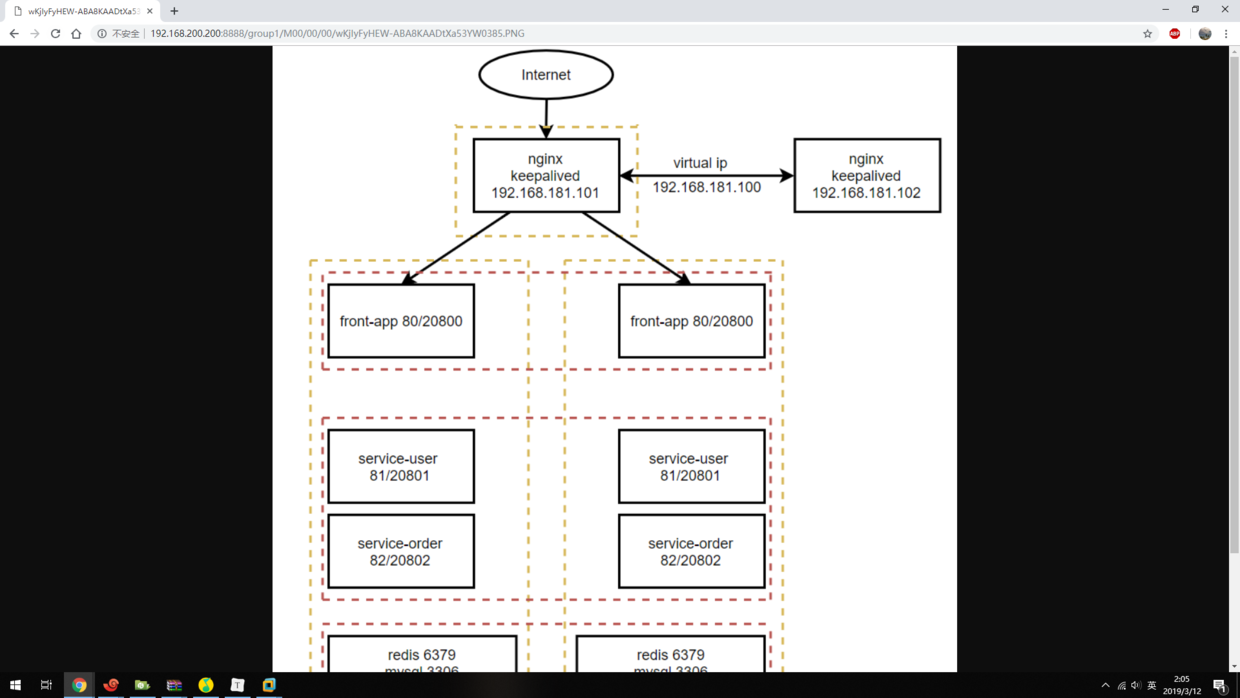 wKjIyFyHEW-ABA8KAADtXa53
不安全
192.168.200.200:8888/group1/M00/00/00/wKjIyFyHEW-ABA8KAADtXa53YW0385.PNG
ABP
Internet
nginx
keepalived
192.168.181.101
virtual ip
192.168.181.100
nginx
keepalived
192.168.181.102
front-app 80/20800
front-app 80/20800
service-user
81/20801
service-user
81/20801
service-order
82/20802
service-order
82/20802
redis 6379
mysql 3306
redis 6379
mysql 3306
英
2:05
2019/3/12
1